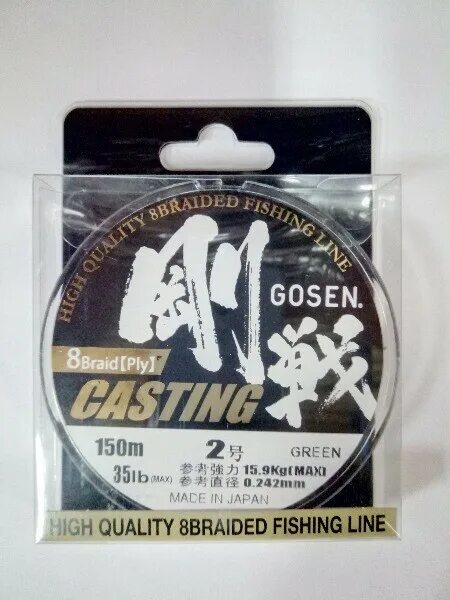 HIGH QUALITY 8BRAIDED FISHING LINE
剛戦
GOSEN.
8Braid【Ply】
CASTING
150m
2号
GREEN
35lb(MAX)
参考強力 15.9Kg(MAX)
参考直径 0.242mm
MADE IN JAPAN
HIGH QUALITY 8BRAIDED FISHING LINE